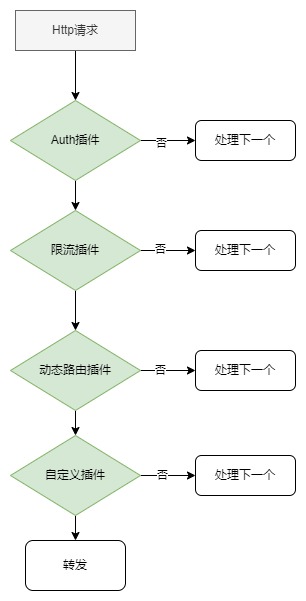 Http请求
Auth插件
否
处理下一个
限流插件
否
处理下一个
动态路由插件
否
处理下一个
自定义插件
否
处理下一个
转发